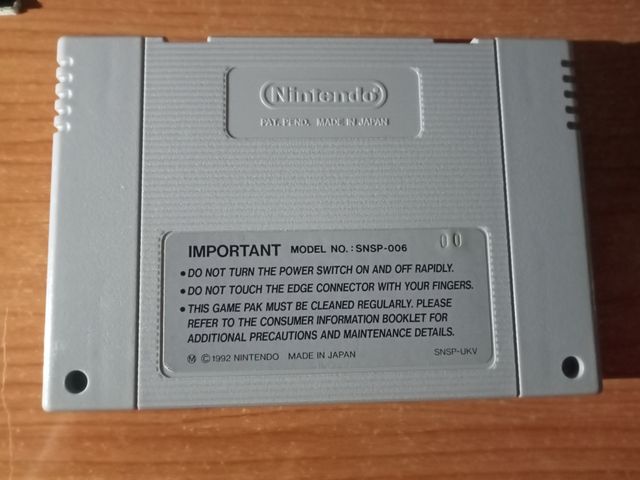 Nintendo
PAT. PEND. MADE IN JAPAN
IMPORTANT MODEL NO.: SNSP-006 00
• DO NOT TURN THE POWER SWITCH ON AND OFF RAPIDLY.
• DO NOT TOUCH THE EDGE CONNECTOR WITH YOUR FINGERS.
• THIS GAME PAK MUST BE CLEANED REGULARLY. PLEASE
REFER TO THE CONSUMER INFORMATION BOOKLET FOR
ADDITIONAL PRECAUTIONS AND MAINTENANCE DETAILS.
Ⓜ ©1992 NINTENDO MADE IN JAPAN SNSP-UKV